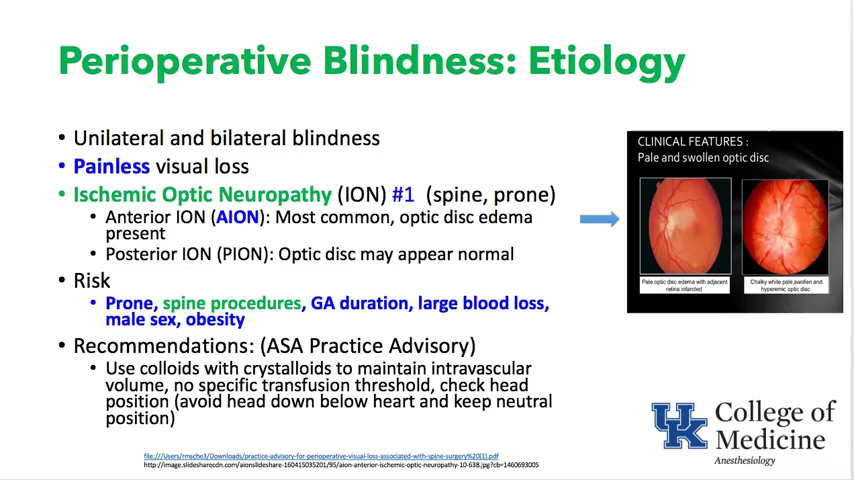 Perioperative Blindness: Etiology
• Unilateral and bilateral blindness
• Painless visual loss
• Ischemic Optic Neuropathy (ION) #1 (spine, prone)
• Anterior ION (AION): Most common, optic disc edema
present
• Posterior ION (PION): Optic disc may appear normal
• Risk
• Prone, spine procedures, GA duration, large blood loss,
male sex, obesity
• Recommendations: (ASA Practice Advisory)
• Use colloids with crystalloids to maintain intravascular
volume, no specific transfusion threshold, check head
position (avoid head down below heart and keep neutral
position)
CLINICAL FEATURES :
Pale and swollen optic disc
Pale optic disc edema with adjacent
retina infarcted
Chalky white pale,swollen and
hyperemic optic disc
UK
College of
Medicine
Anesthesiology
file:///Users/rmsche3/Downloads/practice-advisory-for-perioperative-visual-loss-associated-with-spine-surgery%20(1).pdf
http://image.slidesharecdn.com/aionslideshare-160415035201/95/aion-anterior-ischemic-optic-neuropathy-10-638.jpg?cb=1460693005